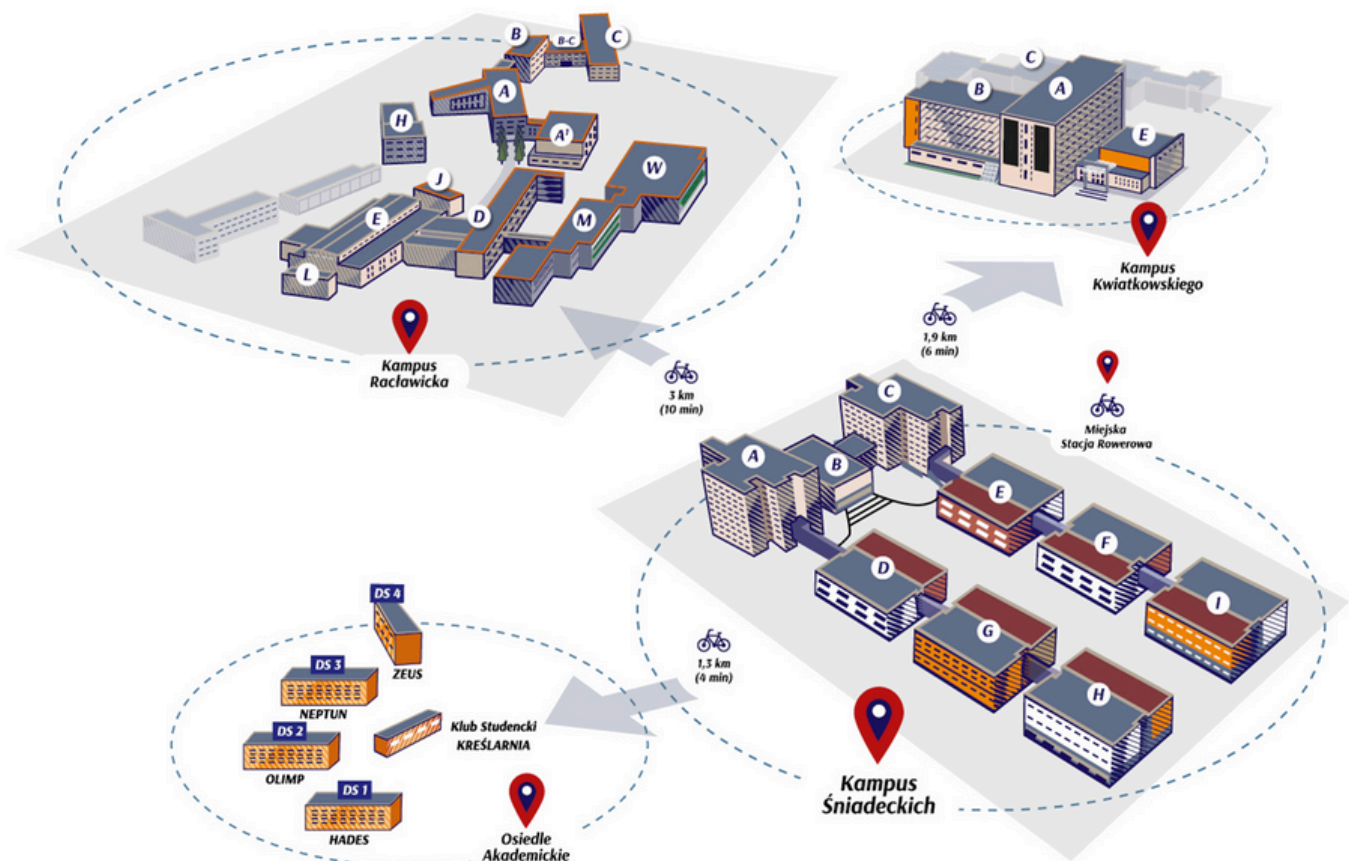 B
B-C
C
A
H
A¹
W
J
E
D
M
L
Kampus
Racławicka
3 km
(10 min)
C
B
A
E
Kampus
Kwiatkowskiego
1,9 km
(6 min)
Miejska
Stacja Rowerowa
C
A
B
E
F
D
I
G
H
Kampus
Śniadeckich
1,3 km
(4 min)
DS 4
ZEUS
DS 3
NEPTUN
Klub Studencki
KREŚLARNIA
DS 2
OLIMP
DS 1
HADES
Osiedle
Akademickie